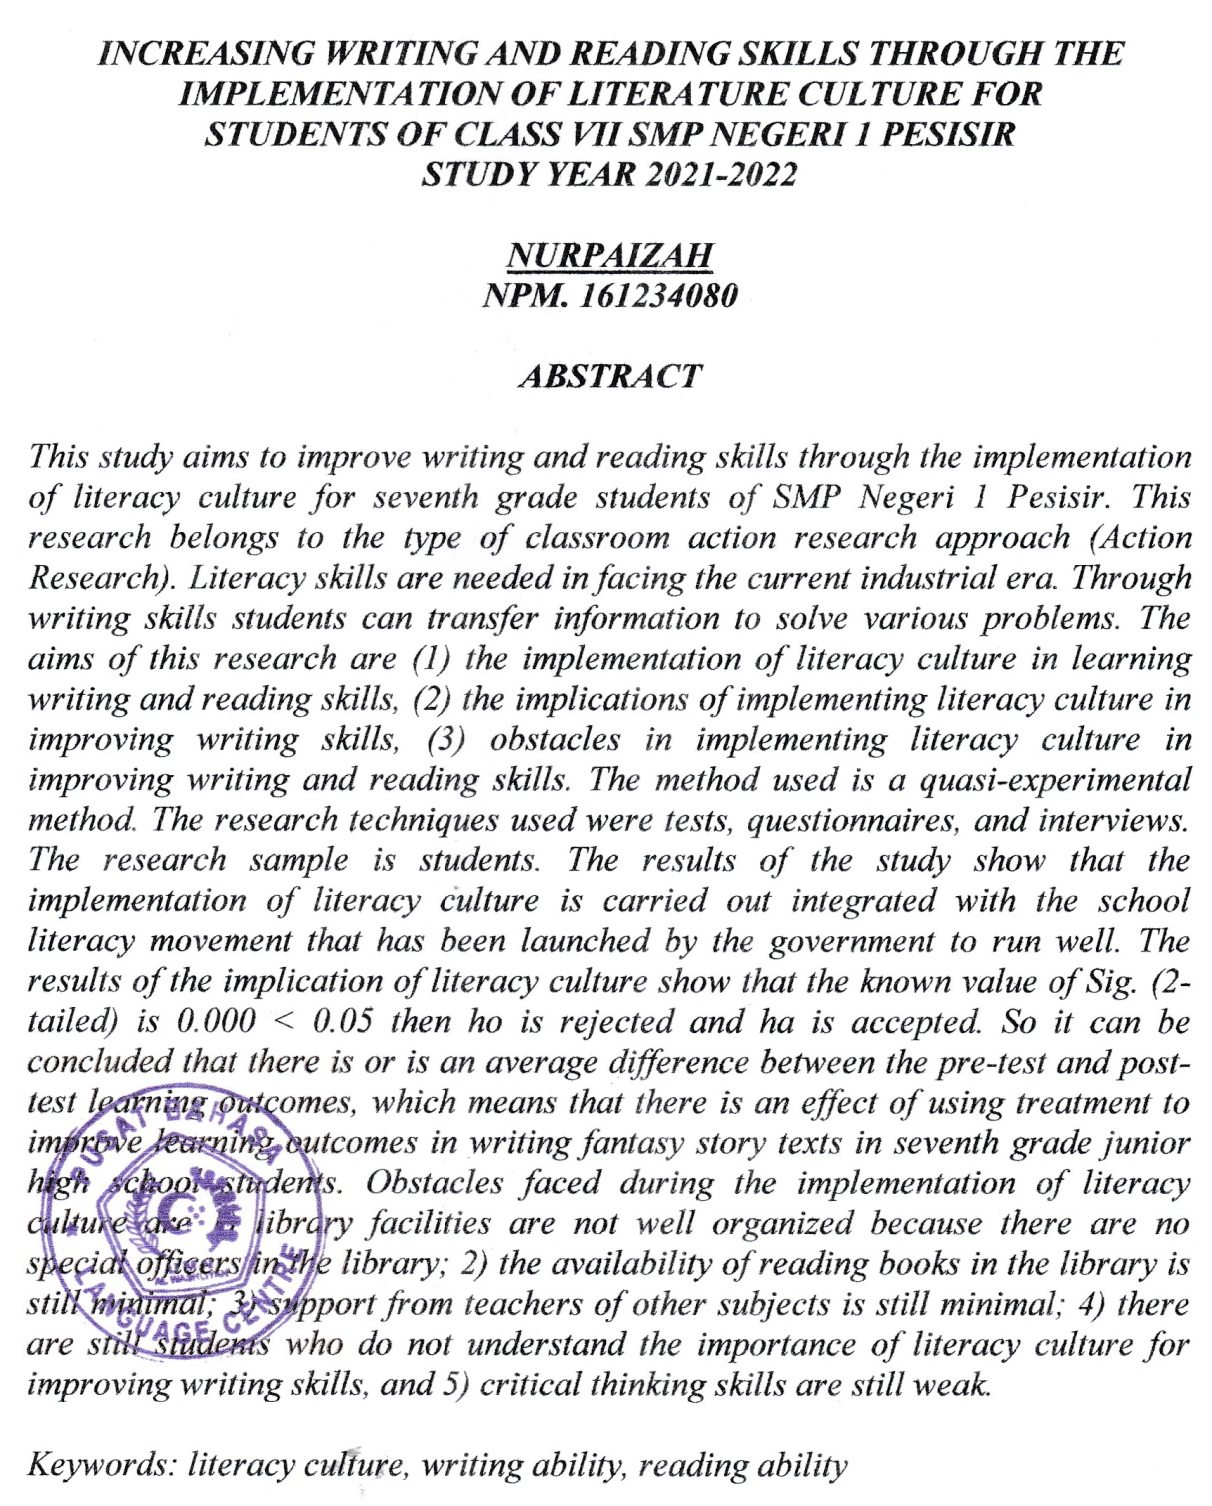 INCREASING WRITING AND READING SKILLS THROUGH THE
IMPLEMENTATION OF LITERATURE CULTURE FOR
STUDENTS OF CLASS VII SMP NEGERI 1 PESISIR
STUDY YEAR 2021-2022
NURPAIZAH
NPM. 161234080
ABSTRACT
This study aims to improve writing and reading skills through the implementation
of literacy culture for seventh grade students of SMP Negeri 1 Pesisir. This
research belongs to the type of classroom action research approach (Action
Research). Literacy skills are needed in facing the current industrial era. Through
writing skills students can transfer information to solve various problems. The
aims of this research are (1) the implementation of literacy culture in learning
writing and reading skills, (2) the implications of implementing literacy culture in
improving writing skills, (3) obstacles in implementing literacy culture in
improving writing and reading skills. The method used is a quasi-experimental
method. The research techniques used were tests, questionnaires, and interviews.
The research sample is students. The results of the study show that the
implementation of literacy culture is carried out integrated with the school
literacy movement that has been launched by the government to run well. The
results of the implication of literacy culture show that the known value of Sig. (2-
tailed) is 0.000 < 0.05 then ho is rejected and ha is accepted. So it can be
concluded that there is or is an average difference between the pre-test and post-
test learning outcomes, which means that there is an effect of using treatment to
improve learning outcomes in writing fantasy story texts in seventh grade junior
high school students. Obstacles faced during the implementation of literacy
culture are library facilities are not well organized because there are no
special officers in the library; 2) the availability of reading books in the library is
still minimal; 3) support from teachers of other subjects is still minimal; 4) there
are still students who do not understand the importance of literacy culture for
improving writing skills, and 5) critical thinking skills are still weak.
Keywords: literacy culture, writing ability, reading ability
PUSAT BAHASA
AL WASHLIYAH
LANGUAGE CENTRE